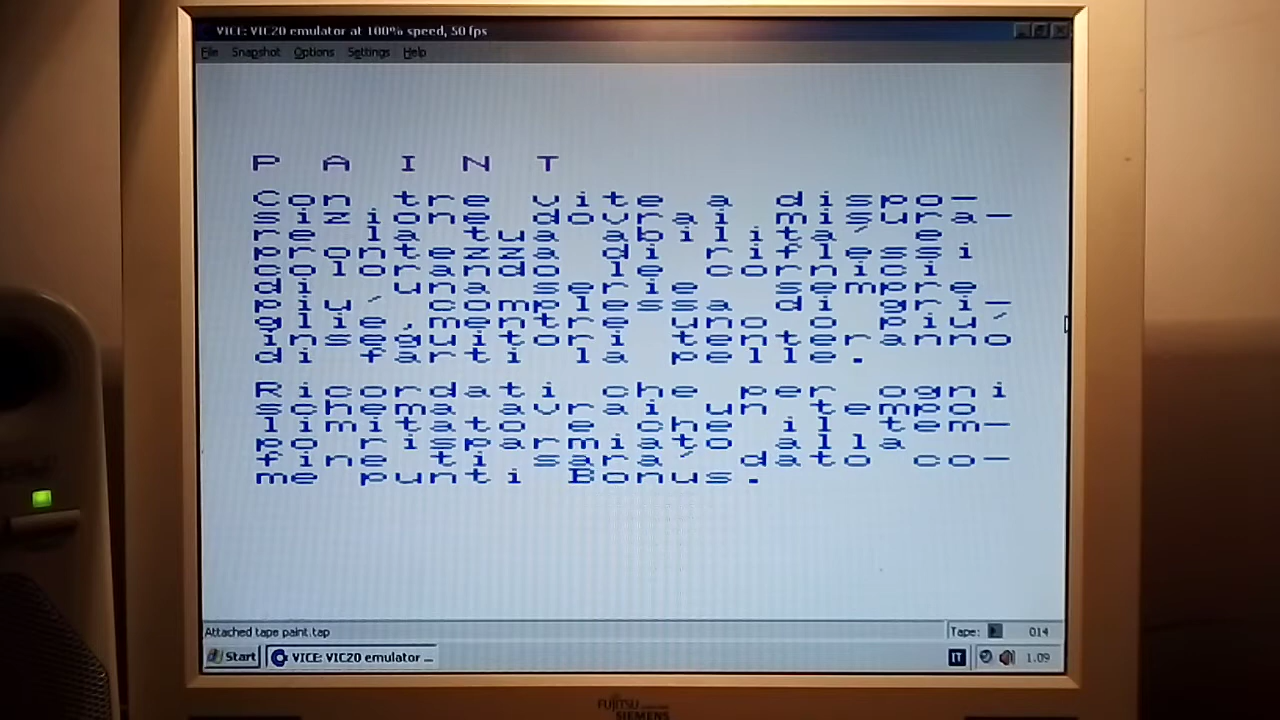 VICE: VIC20 emulator at 100% speed, 50 fps
File Snapshot Options Settings Help
P A I N T
Con tre vite a dispo-
sizione dovrai misura-
re la tua abilita' e
prontezza di riflessi
colorando le cornici
di una serie sempre
piu' complessa di gri-
glie,mentre uno o piu'
inseguitori tenteranno
di farti la pelle.
Ricordati che per ogni
schema avrai un tempo
limitato e che il tem-
po risparmiato alla
fine ti sara' dato co-
me punti Bonus.
Attached tape paint.tap
Tape: 014
Start VICE: VIC20 emulator ... IT 1.09
FUJITSU
SIEMENS